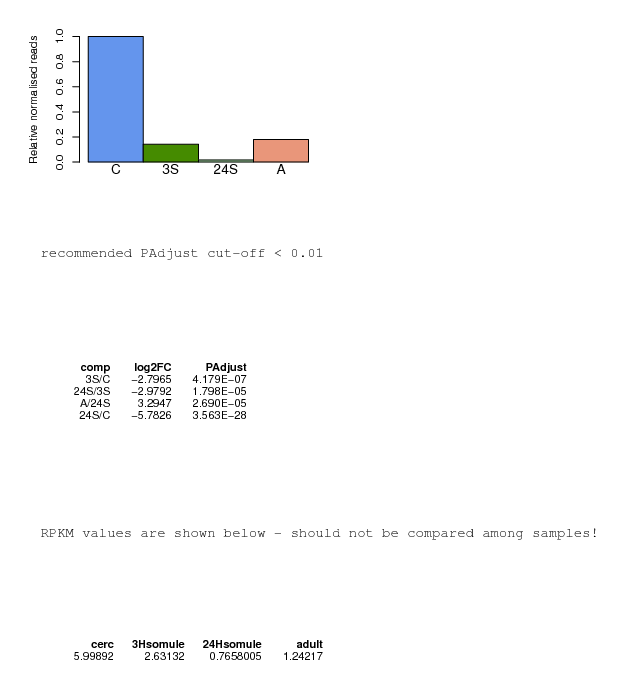 Relative normalised reads
1.0
0.8
0.6
0.4
0.2
0.0
C 3S 24S A
recommended PAdjust cut-off < 0.01
comp log2FC PAdjust
3S/C −2.7965 4.179E−07
24S/3S −2.9792 1.798E−05
A/24S 3.2947 2.690E−05
24S/C −5.7826 3.563E−28
RPKM values are shown below - should not be compared among samples!
cerc 3Hsomule 24Hsomule adult
5.99892 2.63132 0.7658005 1.24217